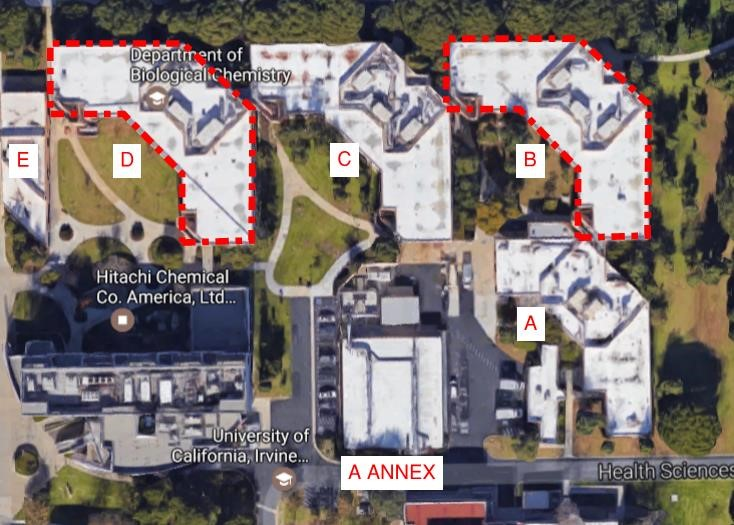 Department of
Biological Chemistry
E
D
C
B
Hitachi Chemical
Co. America, Ltd...
A
University of
California, Irvine...
A ANNEX
Health Sciences